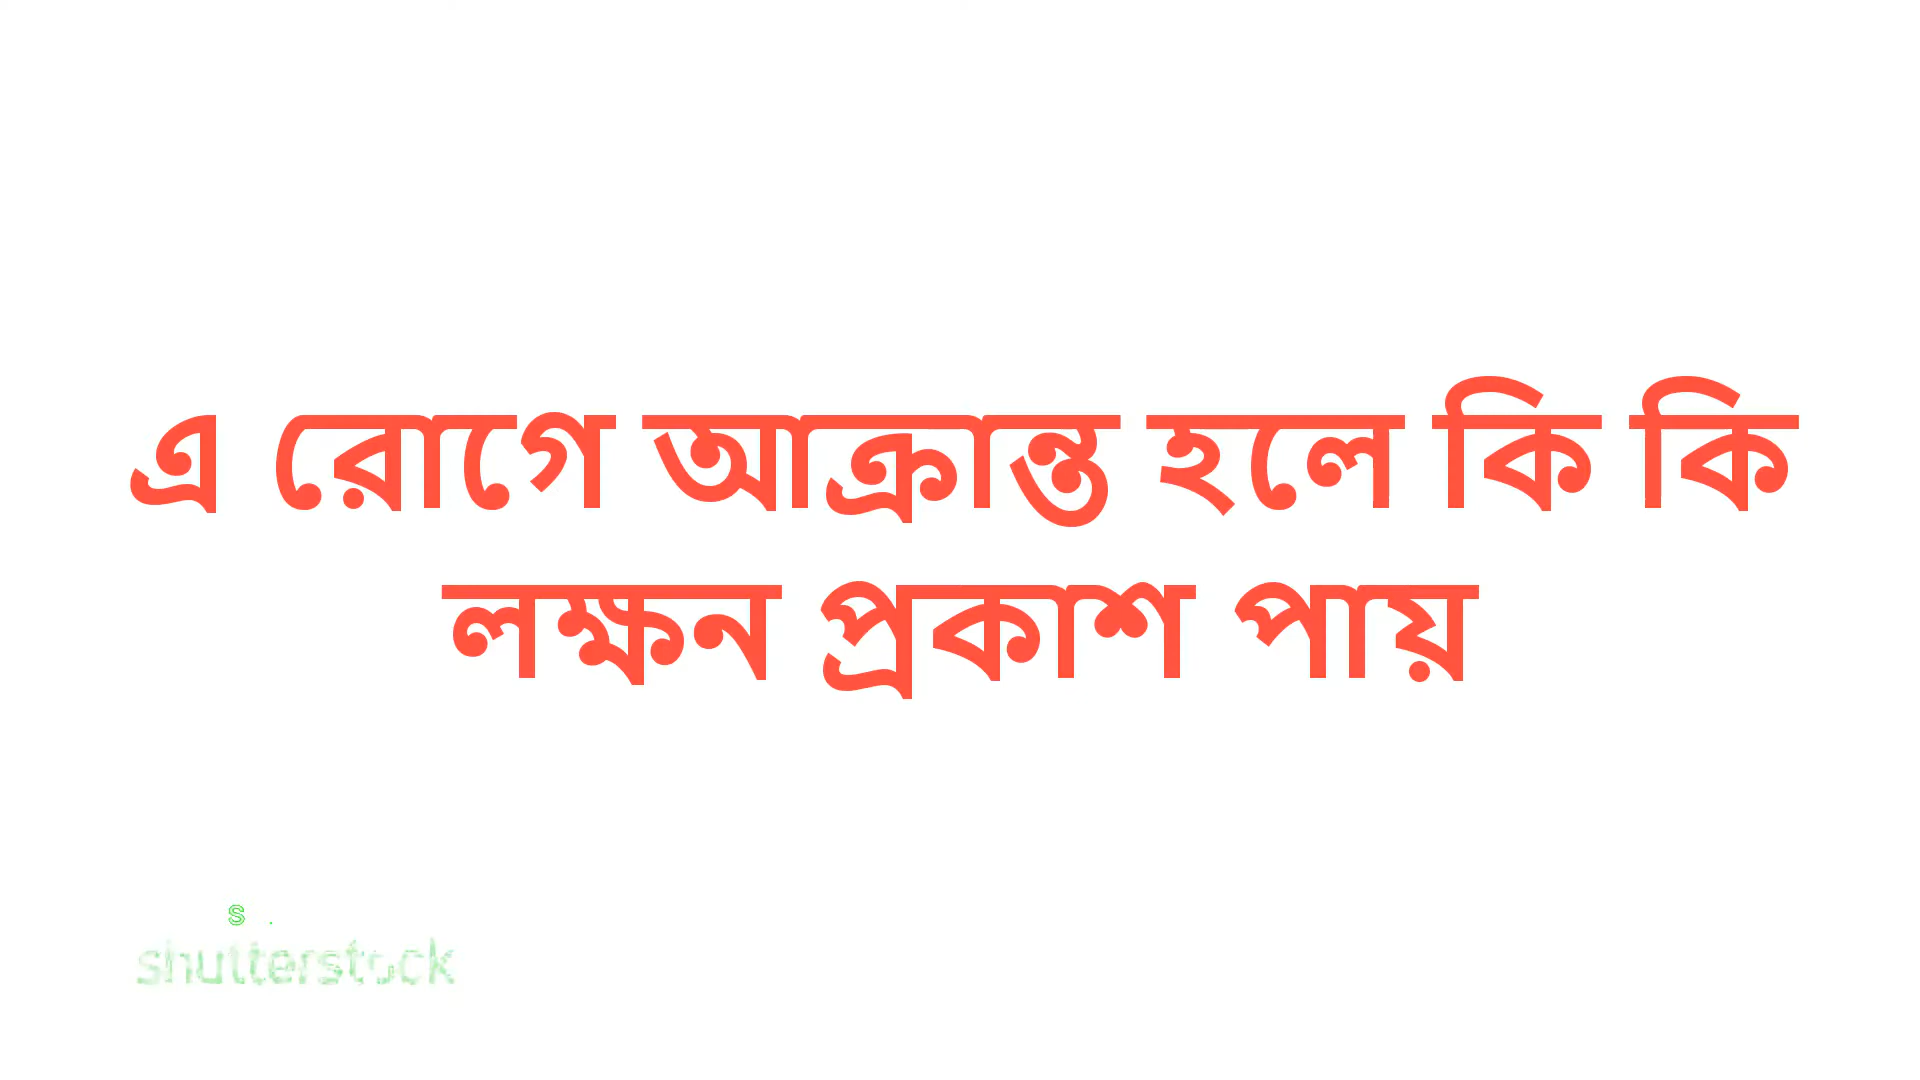 এ রোগে আক্রান্ত হলে কি কি
লক্ষন প্রকাশ পায়
S
shutterstock